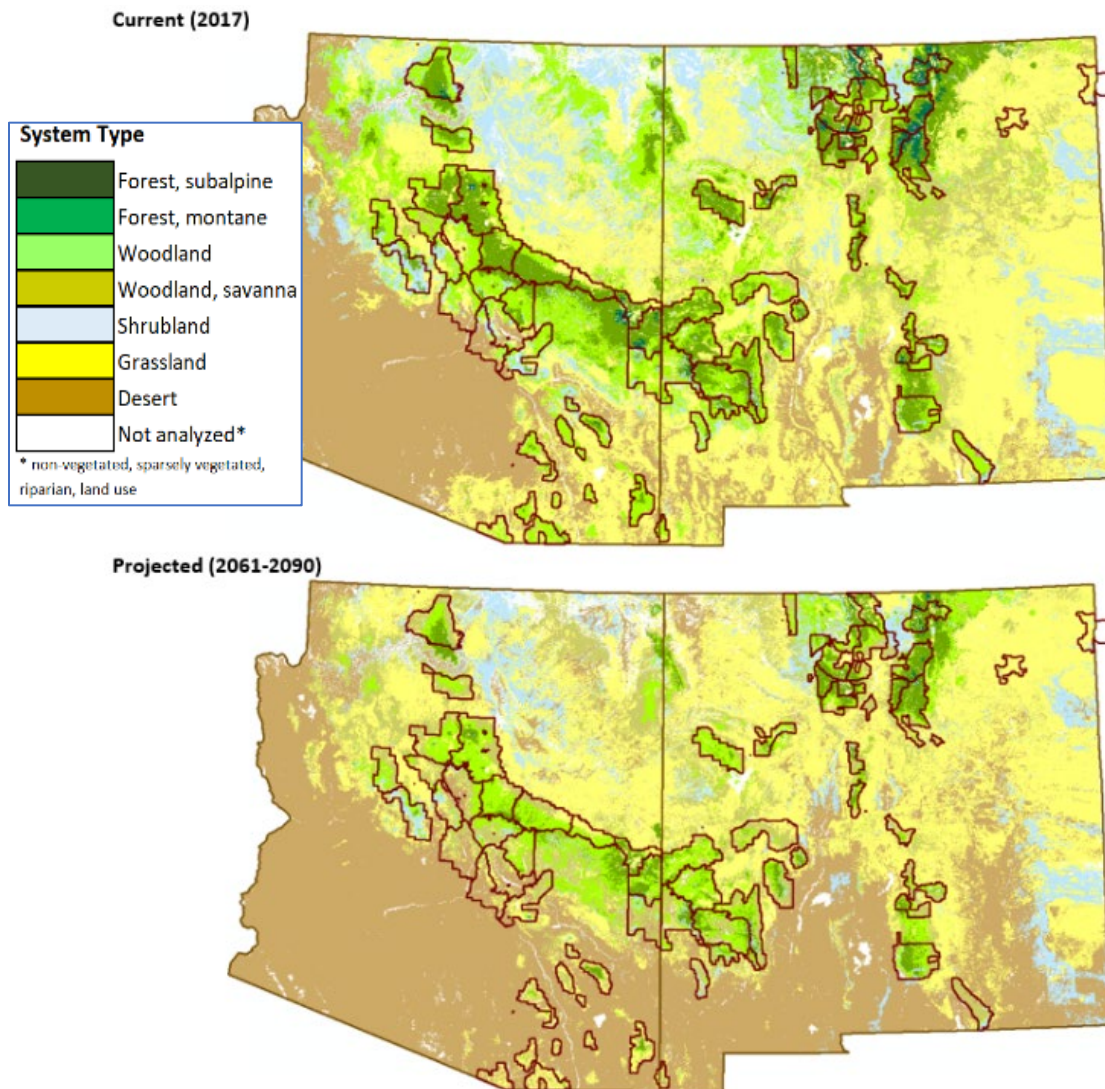 Current (2017)
System Type
Forest, subalpine
Forest, montane
Woodland
Woodland, savanna
Shrubland
Grassland
Desert
Not analyzed*
* non-vegetated, sparsely vegetated,
riparian, land use
Projected (2061-2090)